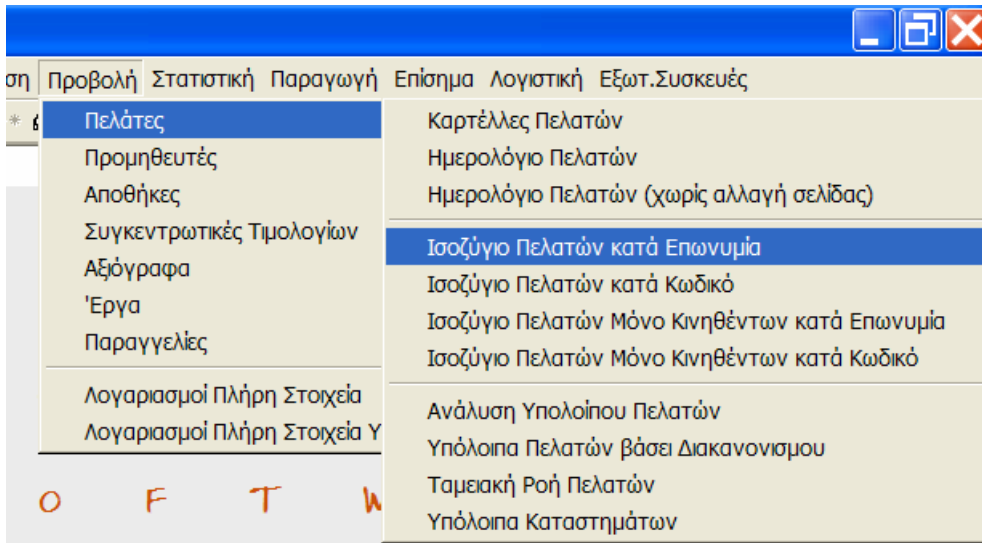 ση Προβολή Στατιστική Παραγωγή Επίσημα Λογιστική Εξωτ.Συσκευές
Πελάτες
Προμηθευτές
Αποθήκες
Συγκεντρωτικές Τιμολογίων
Αξιόγραφα
'Εργα
Παραγγελίες
Λογαριασμοί Πλήρη Στοιχεία
Λογαριασμοί Πλήρη Στοιχεία Υ
Καρτέλλες Πελατών
Ημερολόγιο Πελατών
Ημερολόγιο Πελατών (χωρίς αλλαγή σελίδας)
Ισοζύγιο Πελατών κατά Επωνυμία
Ισοζύγιο Πελατών κατά Κωδικό
Ισοζύγιο Πελατών Μόνο Κινηθέντων κατά Επωνυμία
Ισοζύγιο Πελατών Μόνο Κινηθέντων κατά Κωδικό
Ανάλυση Υπολοίπου Πελατών
Υπόλοιπα Πελατών βάσει Διακανονισμου
Ταμειακή Ροή Πελατών
Υπόλοιπα Καταστημάτων
O F T W